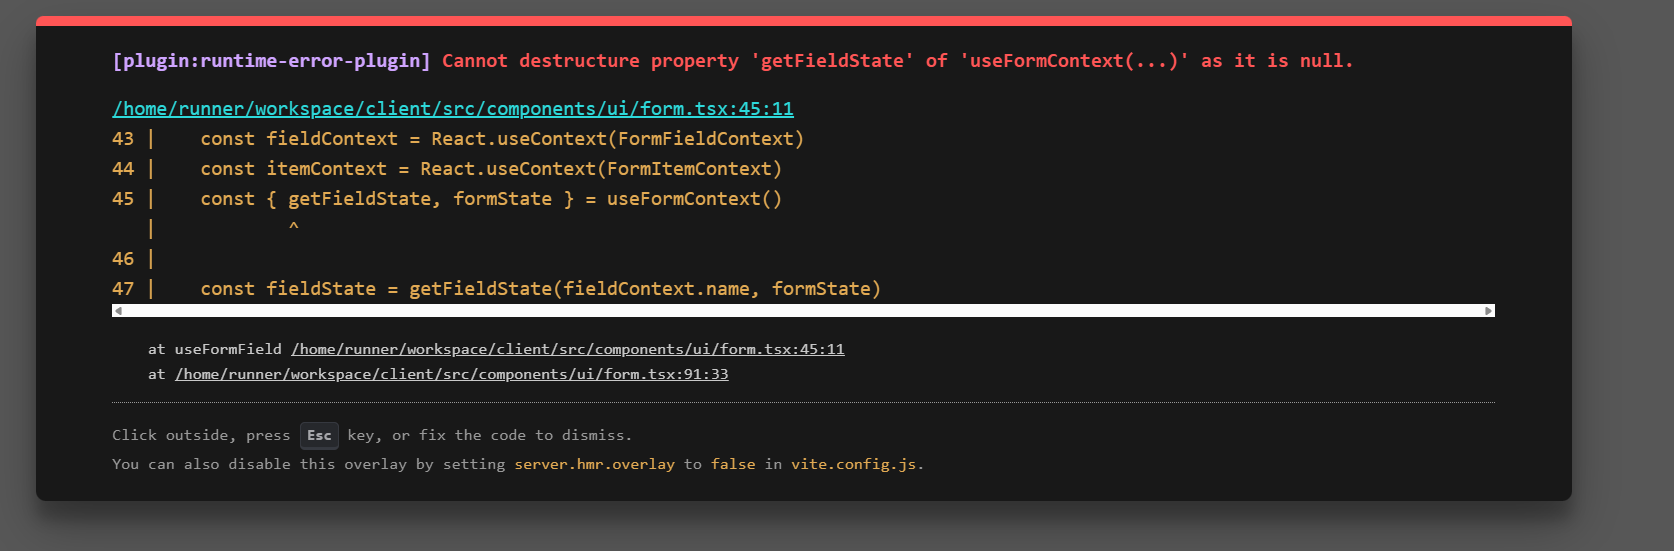 [plugin:runtime-error-plugin] Cannot destructure property 'getFieldState' of 'useFormContext(...)' as it is null.
/home/runner/workspace/client/src/components/ui/form.tsx:45:11
43 |    const fieldContext = React.useContext(FormFieldContext)
44 |    const itemContext = React.useContext(FormItemContext)
45 |    const { getFieldState, formState } = useFormContext()
   |            ^
46 |
47 |    const fieldState = getFieldState(fieldContext.name, formState)
at useFormField /home/runner/workspace/client/src/components/ui/form.tsx:45:11
at /home/runner/workspace/client/src/components/ui/form.tsx:91:33
Click outside, press Esc key, or fix the code to dismiss.
You can also disable this overlay by setting server.hmr.overlay to false in vite.config.js.